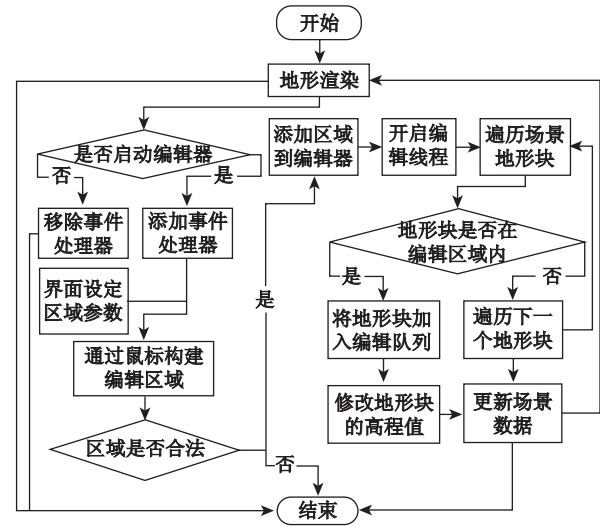 开始
地形渲染
是否启动编辑器
否
是
移除事件
处理器
添加事件
处理器
界面设定
区域参数
通过鼠标构建
编辑区域
区域是否合法
是
否
添加区域
到编辑器
开启编
辑线程
遍历场景
地形块
地形块是否在
编辑区域内
是
否
将地形块加
入编辑队列
遍历下一
个地形块
修改地形块
的高程值
更新场景
数据
结束